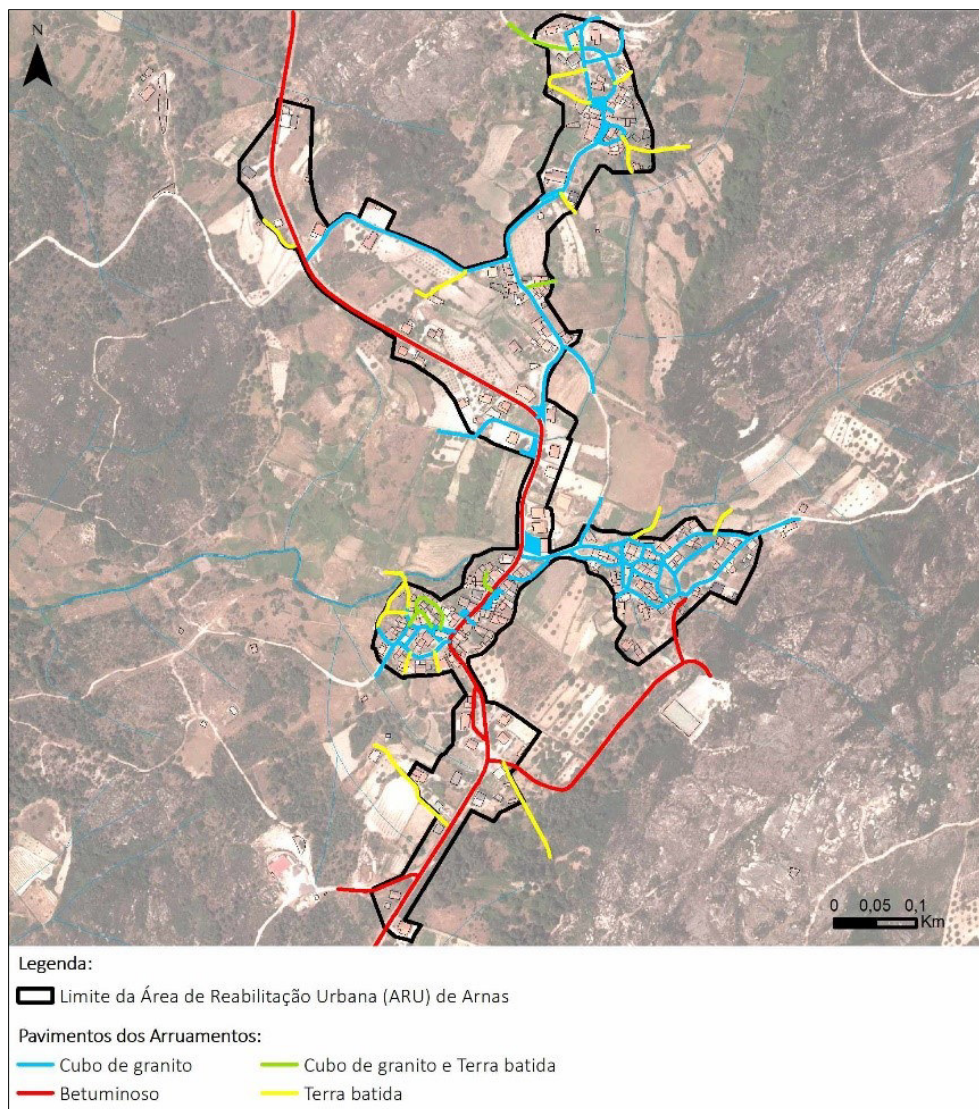 N
0 0,05 0,1
Km
Legenda:
Limite da Área de Reabilitação Urbana (ARU) de Arnas
Pavimentos dos Arruamentos:
Cubo de granito
Cubo de granito e Terra batida
Betuminoso
Terra batida